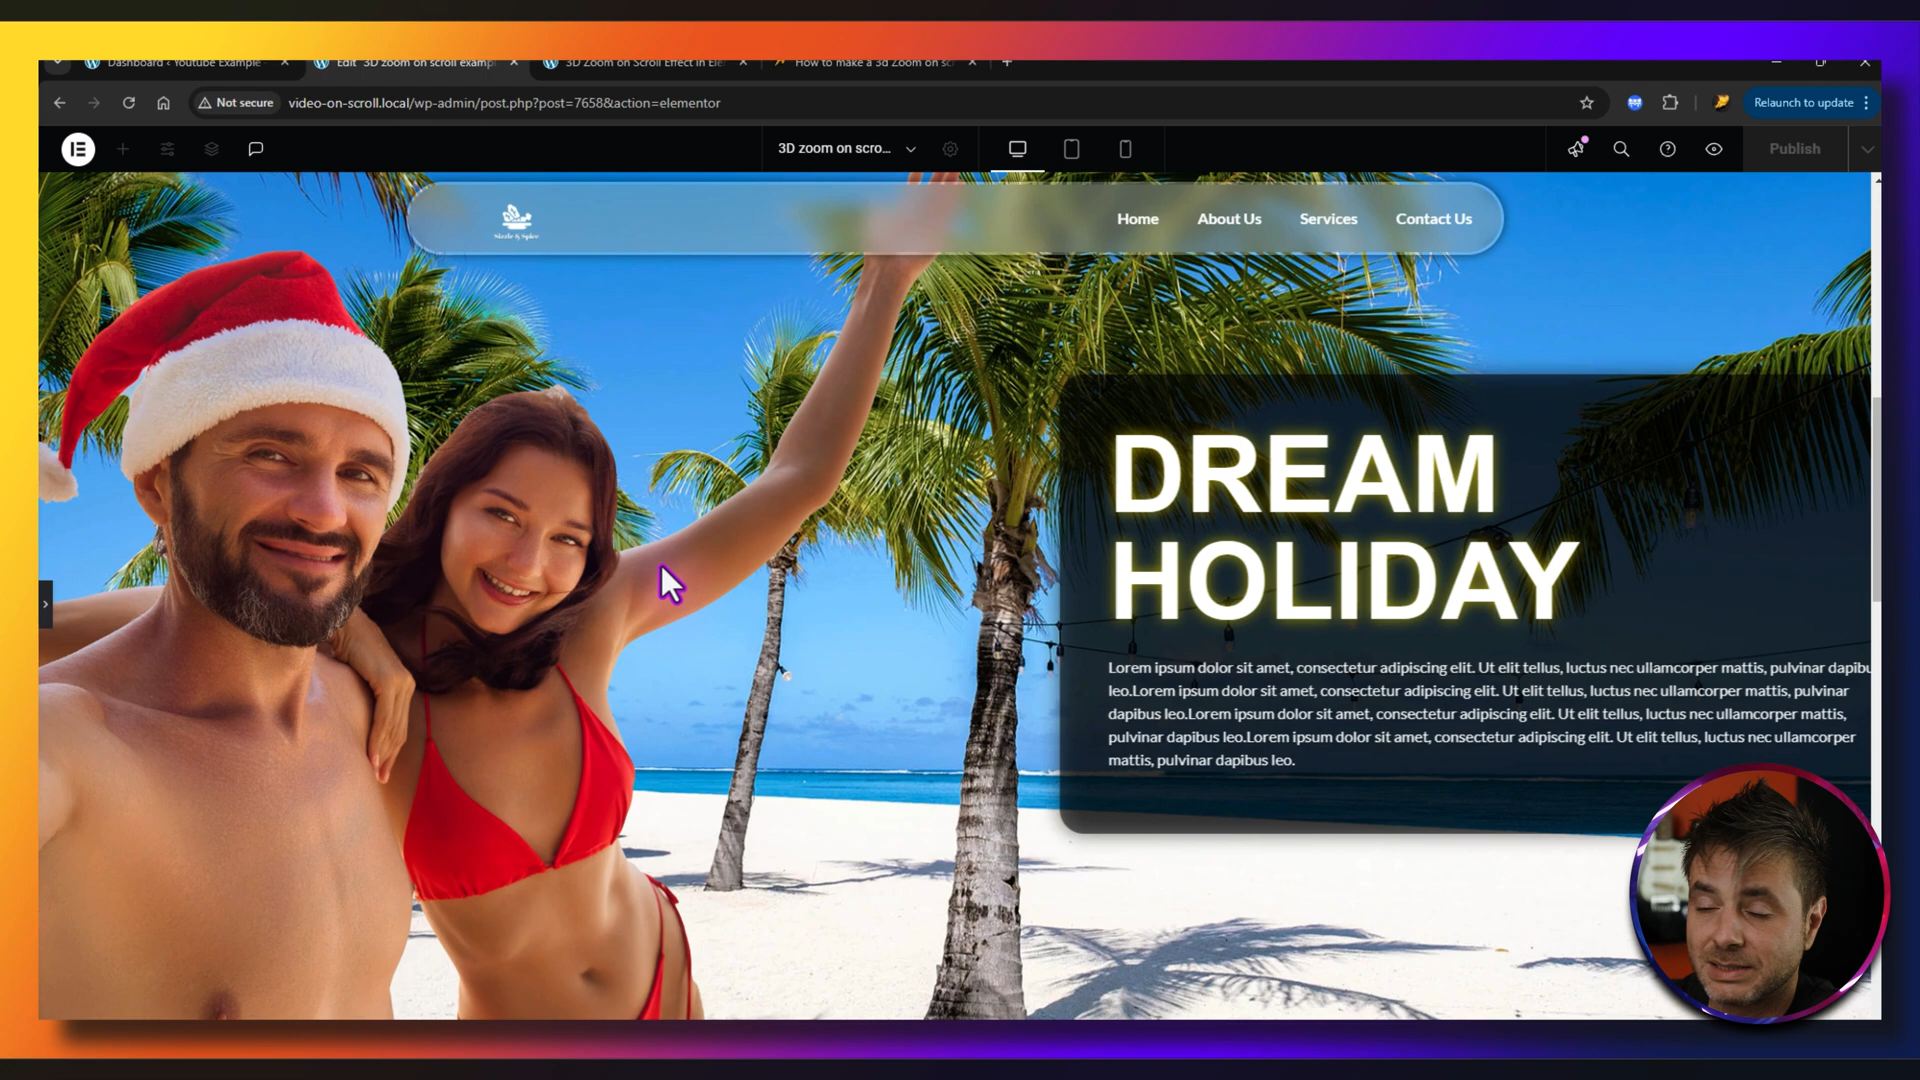 Dashboard ‹ Youtube Example
Edit "3D zoom on scroll examp
3D Zoom on Scroll Effect in Ele
How to make a 3d Zoom on sc
Not secure
video-on-scroll.local/wp-admin/post.php?post=7658&action=elementor
Relaunch to update
3D zoom on scro...
Publish
Sizzle & Spice
Home
About Us
Services
Contact Us
DREAM
HOLIDAY
Lorem ipsum dolor sit amet, consectetur adipiscing elit. Ut elit tellus, luctus nec ullamcorper mattis, pulvinar dapibu
leo.Lorem ipsum dolor sit amet, consectetur adipiscing elit. Ut elit tellus, luctus nec ullamcorper mattis, pulvinar
dapibus leo.Lorem ipsum dolor sit amet, consectetur adipiscing elit. Ut elit tellus, luctus nec ullamcorper mattis,
pulvinar dapibus leo.Lorem ipsum dolor sit amet, consectetur adipiscing elit. Ut elit tellus, luctus nec ullamcorper
mattis, pulvinar dapibus leo.